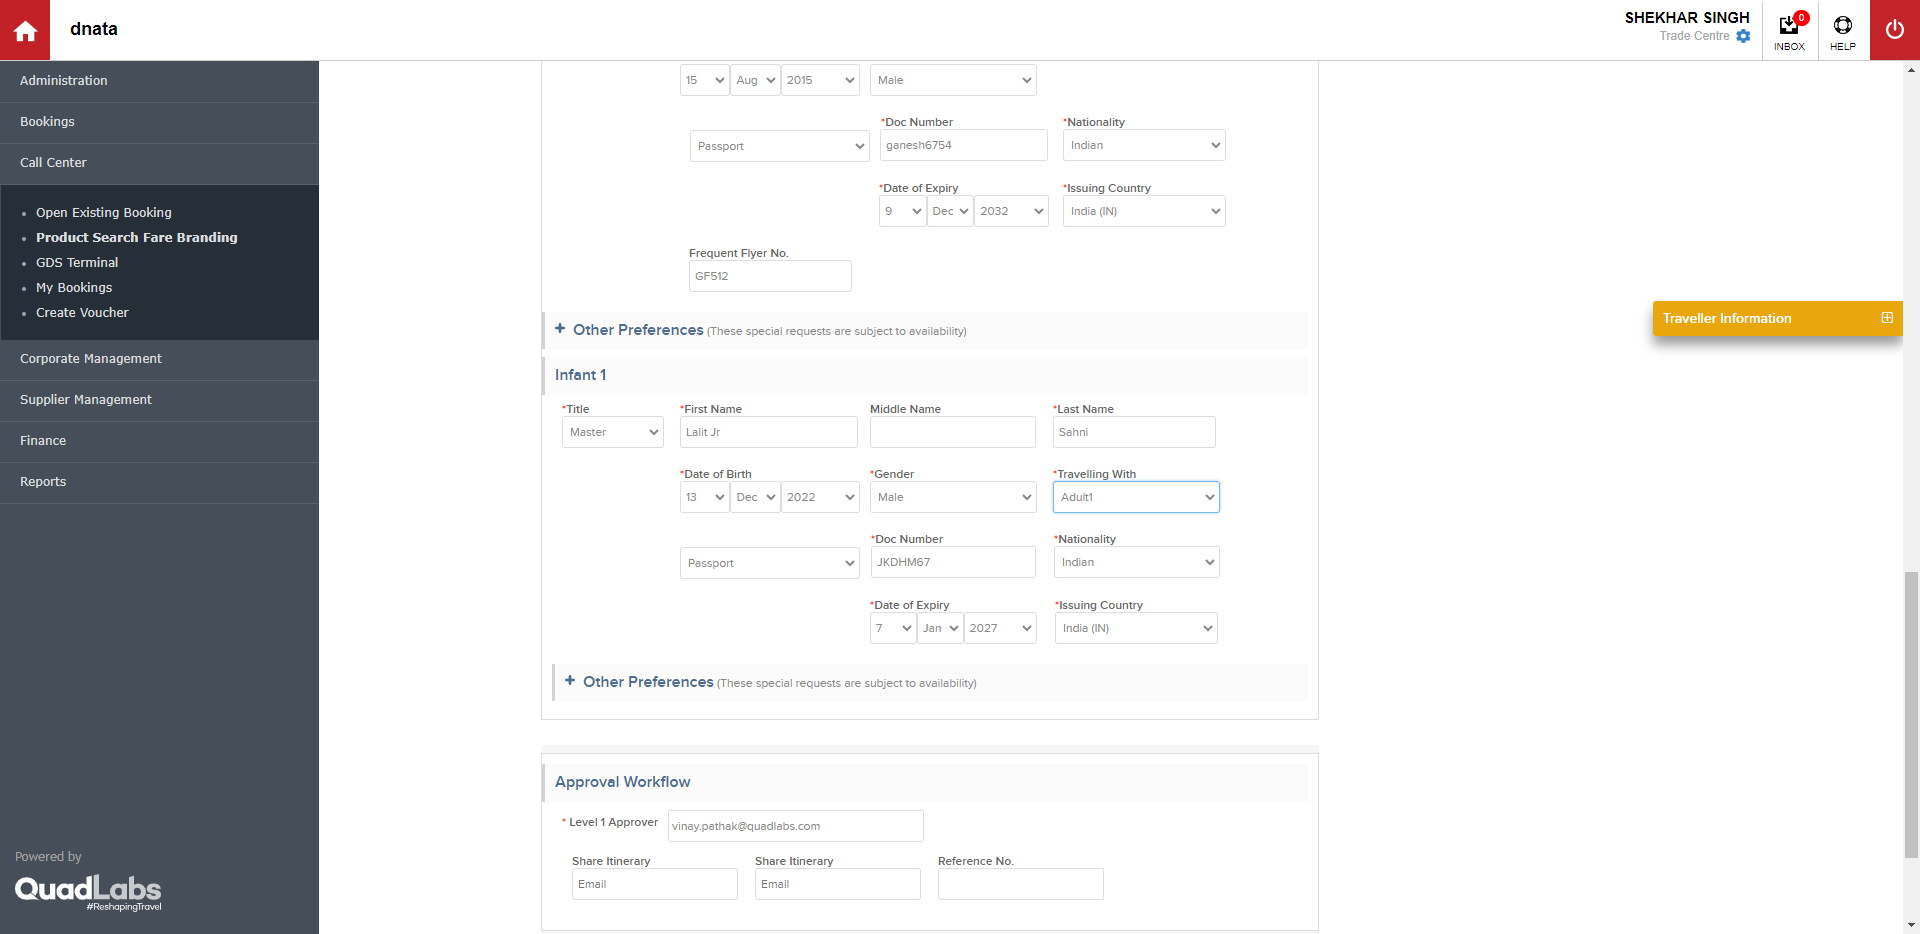 dnata
SHEKHAR SINGH
Trade Centre
0
INBOX
HELP
Administration
Bookings
Call Center
Open Existing Booking
Product Search Fare Branding
GDS Terminal
My Bookings
Create Voucher
Corporate Management
Supplier Management
Finance
Reports
Powered by
QuadLabs
#ReshapingTravel
15 Aug 2015 Male
*Doc Number *Nationality
Passport ganesh6754 Indian
*Date of Expiry *Issuing Country
9 Dec 2032 India (IN)
Frequent Flyer No.
GF512
+ Other Preferences (These special requests are subject to availability)
Infant 1
*Title *First Name Middle Name *Last Name
Master Lalit Jr Sahni
*Date of Birth *Gender *Travelling With
13 Dec 2022 Male Adult1
*Doc Number *Nationality
Passport JKDHM67 Indian
*Date of Expiry *Issuing Country
7 Jan 2027 India (IN)
+ Other Preferences (These special requests are subject to availability)
Approval Workflow
* Level 1 Approver vinay.pathak@quadlabs.com
Share Itinerary Share Itinerary Reference No.
Email Email
Traveller Information